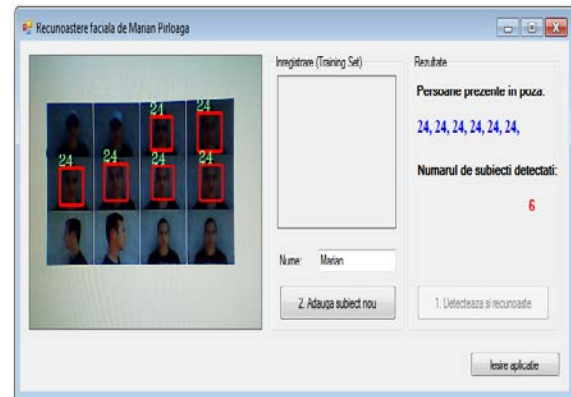 Recunoastere faciala de Marian Pirloaga
Inregistrare (Training Set)
Rezultate
Persoane prezente in poza:
24, 24, 24, 24, 24, 24,
Numarul de subiecti detectati:
6
24 24
24 24 24 24
Nume: Marian
2. Adauga subiect nou
1. Detecteaza si recunoaste
Iesire aplicatie